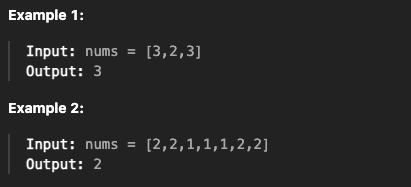 Example 1:
Input: nums = [3,2,3]
Output: 3
Example 2:
Input: nums = [2,2,1,1,1,2,2]
Output: 2